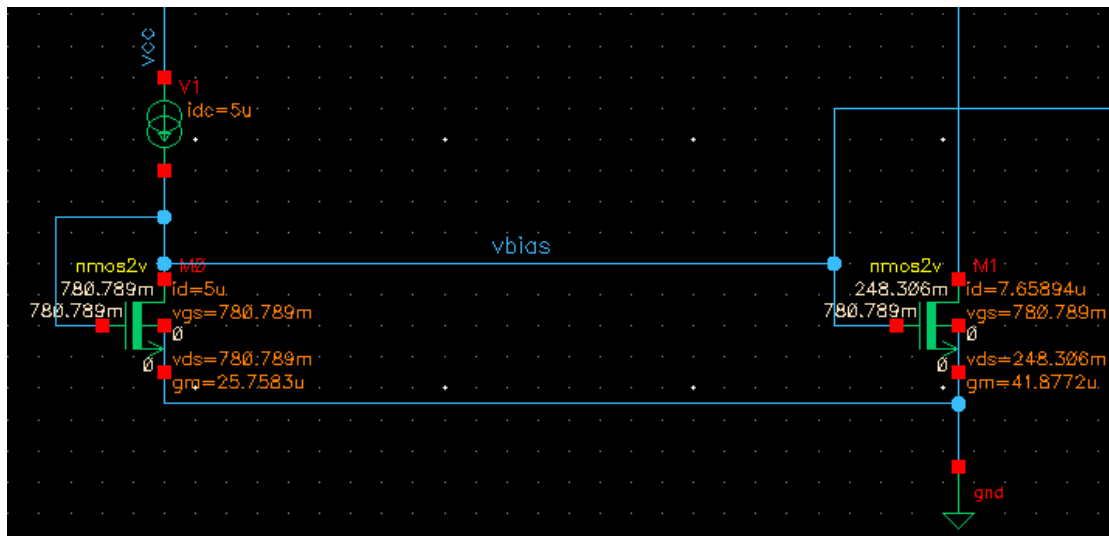 vcc
V1
idc=5u
vbias
nmos2v
M0
780.789m
id=5u
780.789m
vgs=780.789m
0
0
vds=780.789m
gm=25.7583u
nmos2v
M1
248.306m
id=7.65894u
780.789m
vgs=780.789m
0
0
vds=248.306m
gm=41.8772u
gnd